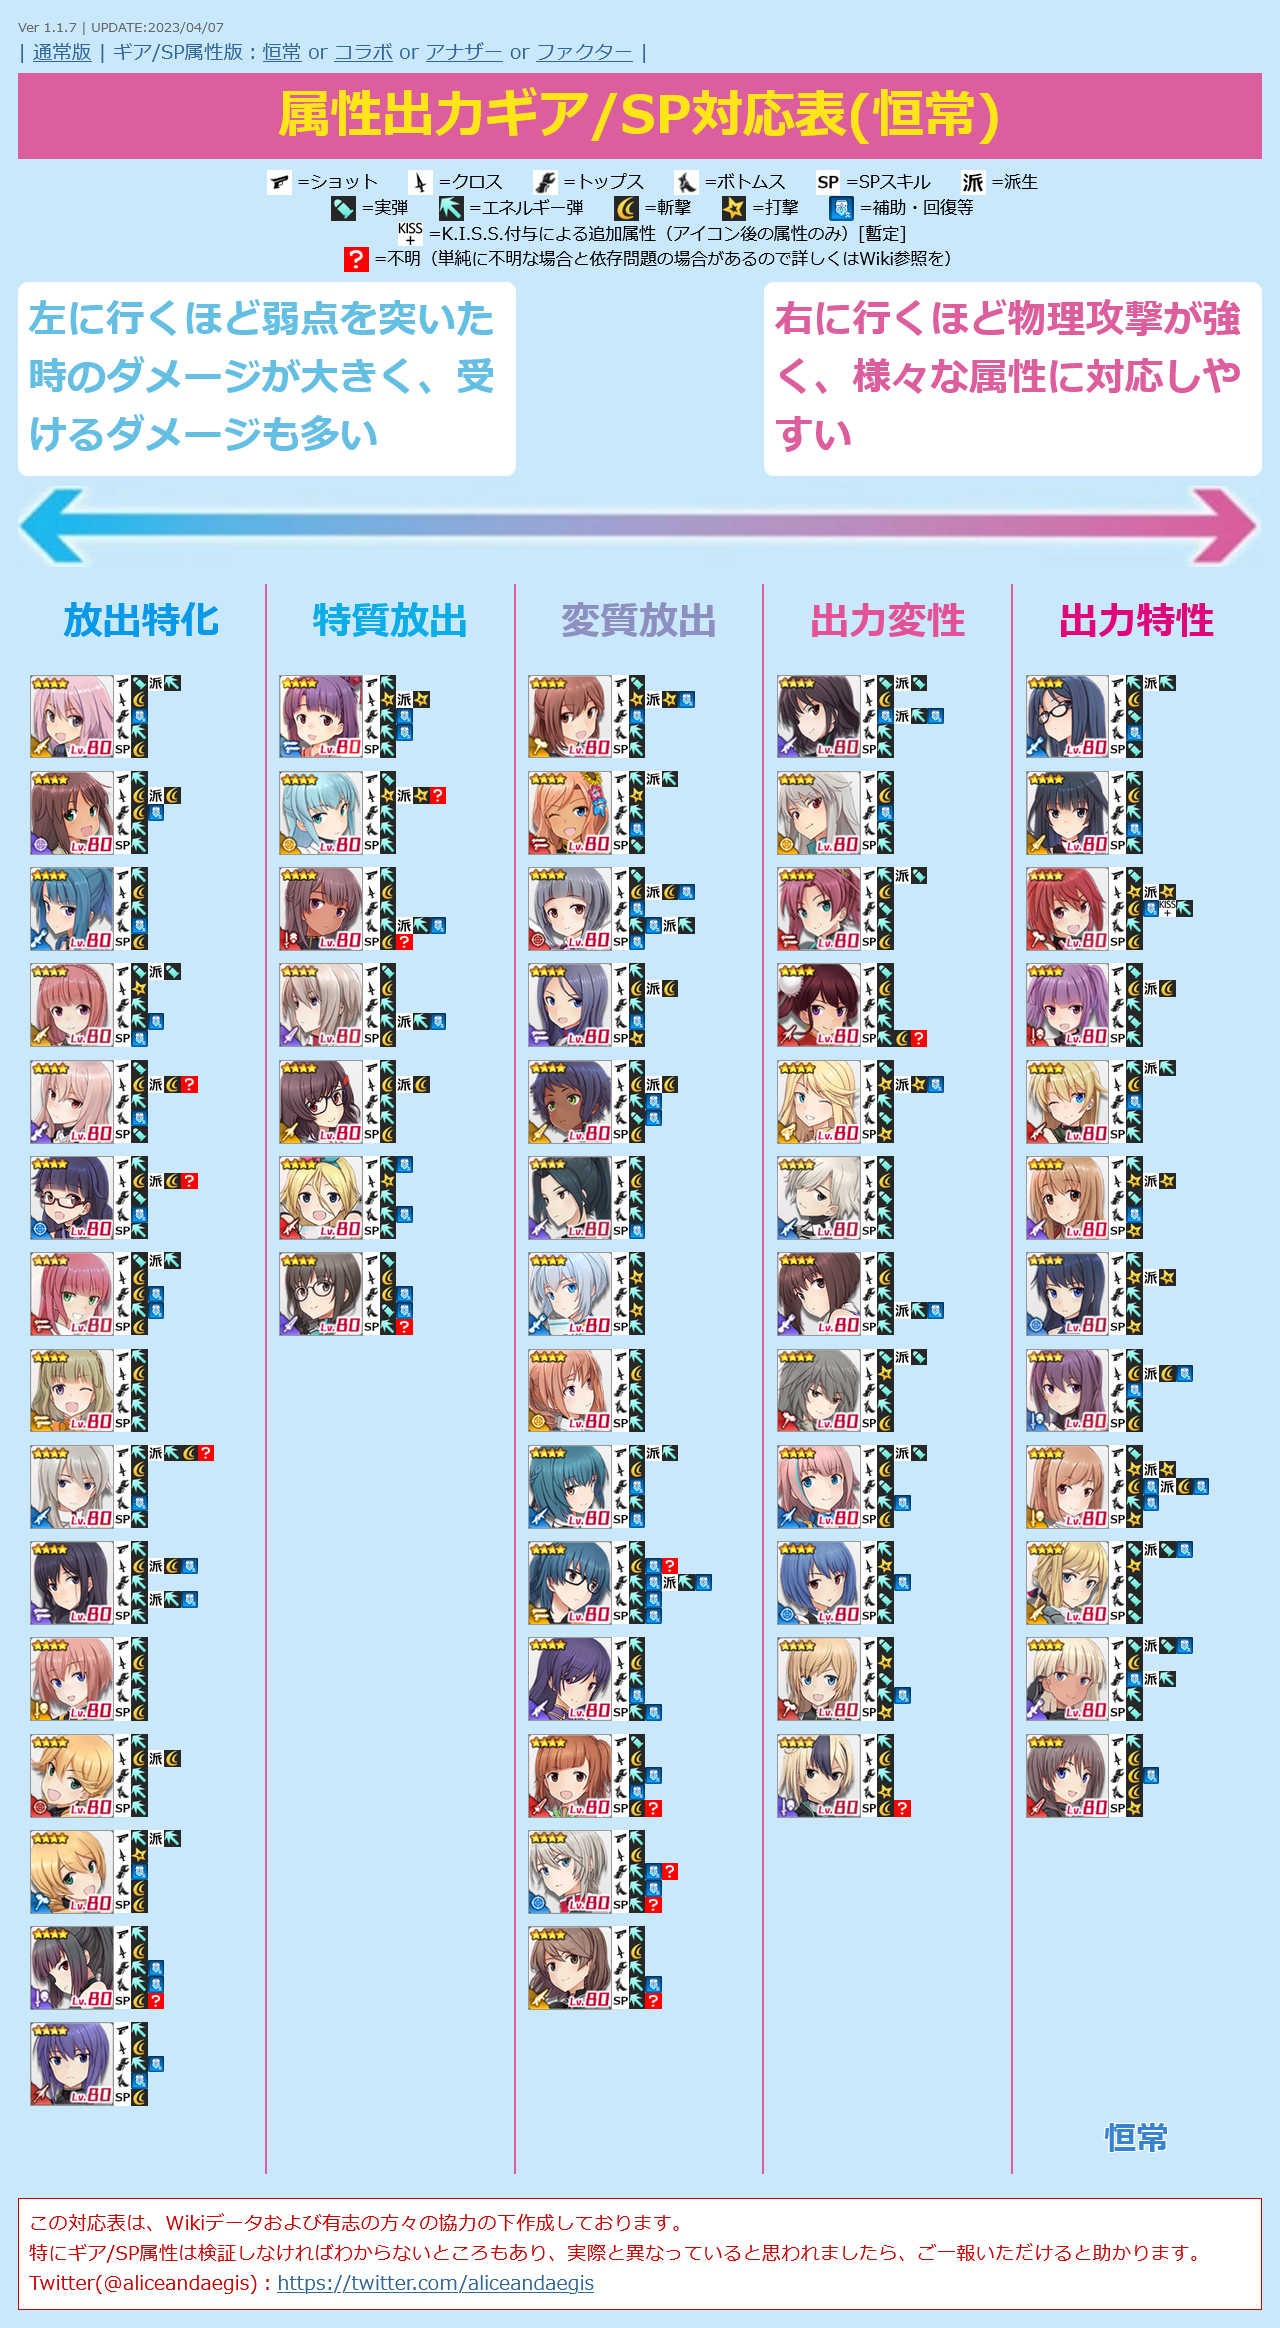 Ver 1.1.7 | UPDATE:2023/04/07
| 通常版 | ギア/SP属性版：恒常 or コラボ or アナザー or ファクター |
属性出力ギア/SP対応表(恒常)
=ショット =クロス =トップス =ボトムス SP =SPスキル 派 =派生
=実弾 =エネルギー弾 =斬撃 =打撃 =補助・回復等
KISS+ =K.I.S.S.付与による追加属性（アイコン後の属性のみ）[暫定]
? =不明（単純に不明な場合と依存問題の場合があるので詳しくはWiki参照を）
左に行くほど弱点を突いた
時のダメージが大きく、受
けるダメージも多い
右に行くほど物理攻撃が強
く、様々な属性に対応しや
すい
放出特化 特質放出 変質放出 出力変性 出力特性
恒常
この対応表は、Wikiデータおよび有志の方々の協力の下作成しております。
特にギア/SP属性は検証しなければわからないところもあり、実際と異なっていると思われましたら、ご一報いただけると助かります。
Twitter(@aliceandaegis)：https://twitter.com/aliceandaegis